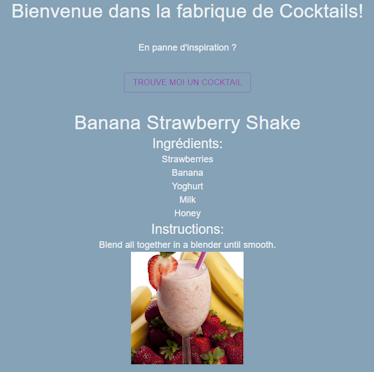 Bienvenue dans la fabrique de Cocktails!
En panne d'inspiration ?
TROUVE MOI UN COCKTAIL
Banana Strawberry Shake
Ingrédients:
Strawberries
Banana
Yoghurt
Milk
Honey
Instructions:
Blend all together in a blender until smooth.